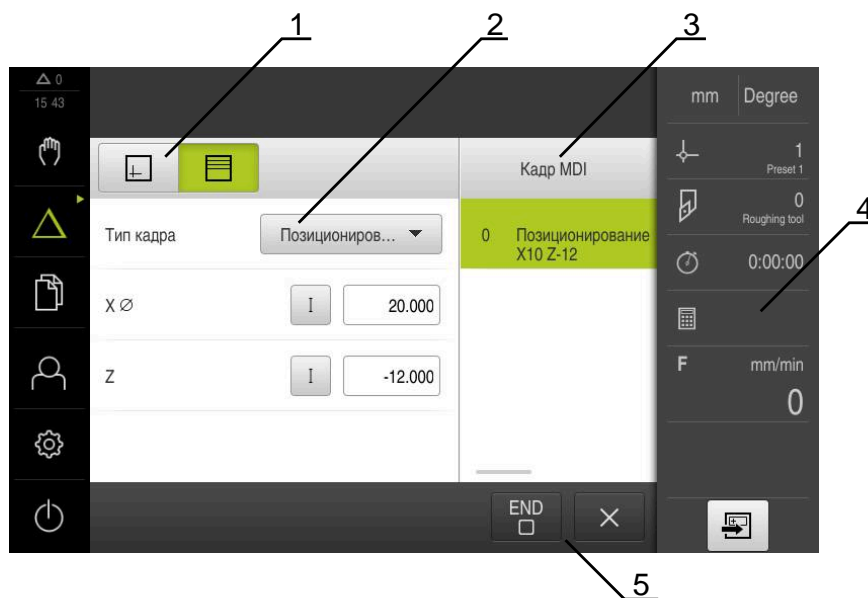 1
2
3
0
15 43
mm Degree
Кадр MDI
1
Preset 1
0
Roughing tool
4
Тип кадра
Позициониров...
0 Позиционирование
X10 Z-12
0:00:00
X Ø
I
20.000
Z
I
-12.000
F mm/min
0
END
5